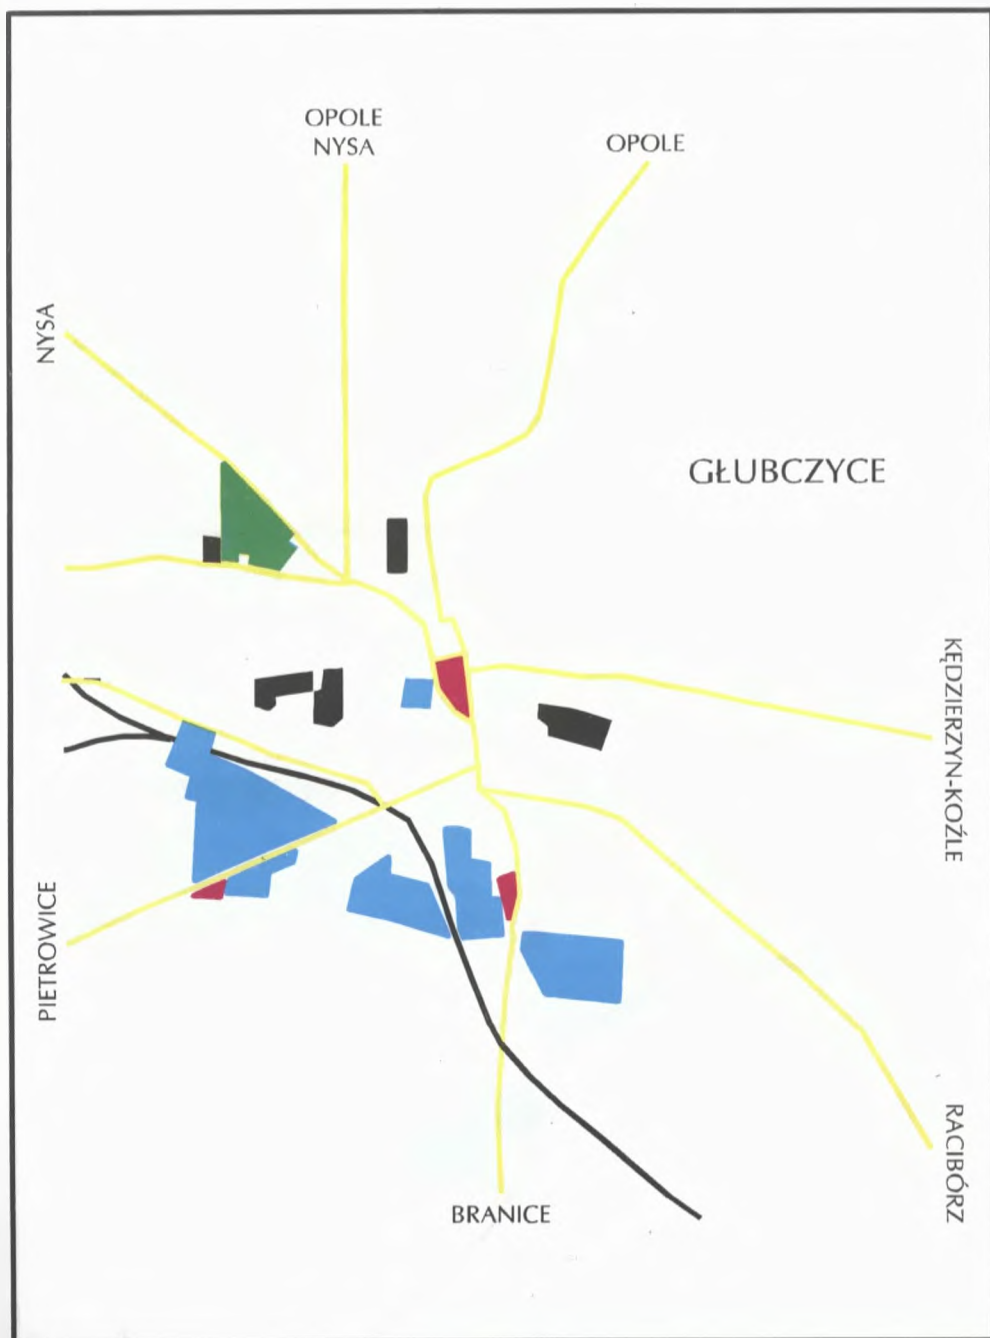 OPOLE
NYSA
OPOLE
NYSA
GŁUBCZYCE
KĘDZIERZYN-KOŹLE
PIETROWICE
RACIBÓRZ
BRANICE